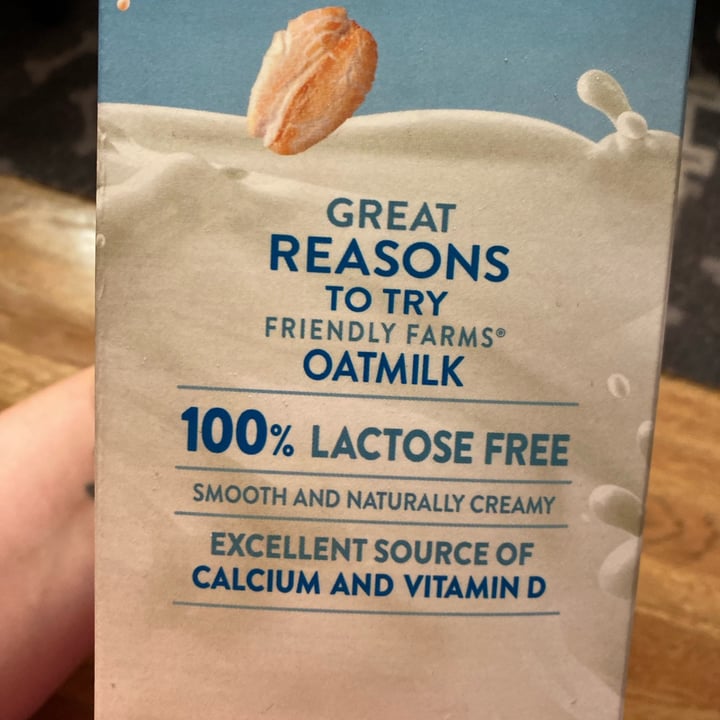 GREAT
REASONS
TO TRY
FRIENDLY FARMS®
OATMILK
100% LACTOSE FREE
SMOOTH AND NATURALLY CREAMY
EXCELLENT SOURCE OF
CALCIUM AND VITAMIN D